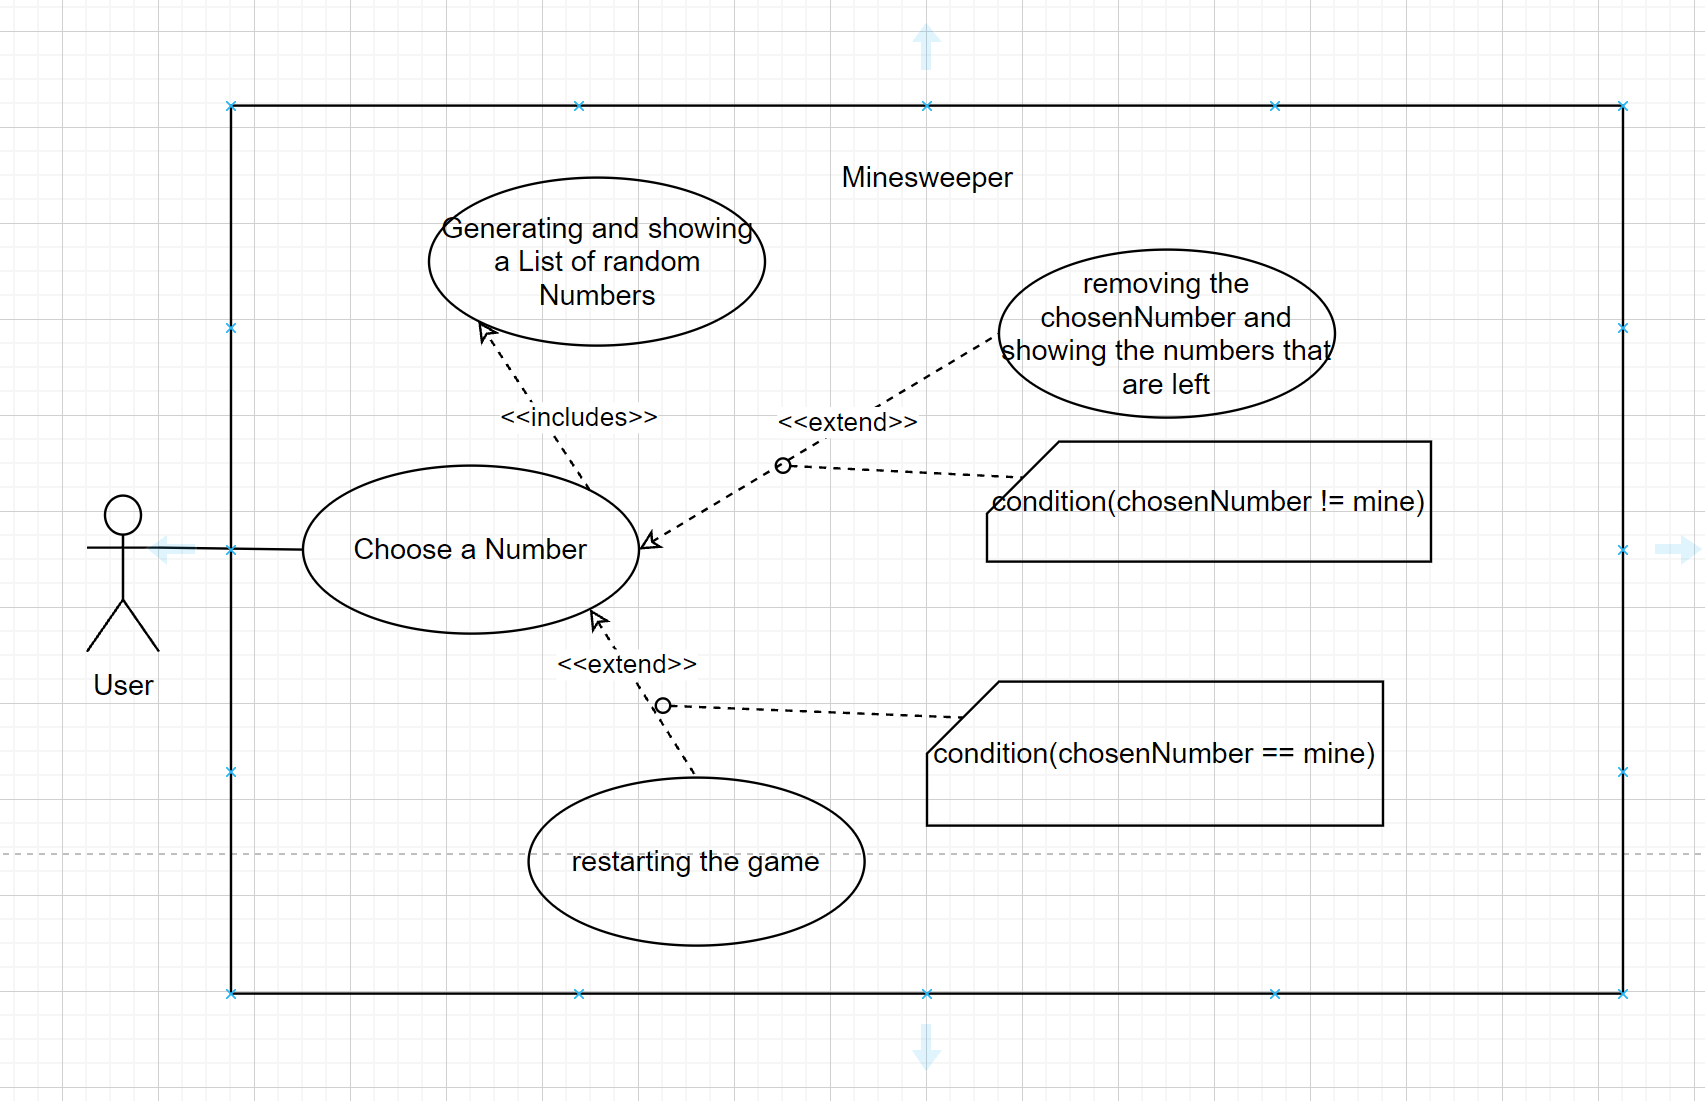 Minesweeper
Generating and showing
a List of random
Numbers
removing the
chosenNumber and
showing the numbers that
are left
<<includes>>
<<extend>>
condition(chosenNumber != mine)
Choose a Number
User
<<extend>>
condition(chosenNumber == mine)
restarting the game